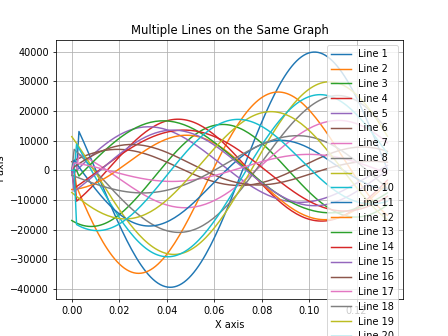 Multiple Lines on the Same Graph
40000
30000
20000
10000
0
−10000
−20000
−30000
−40000
0.00
0.02
0.04
0.06
0.08
0.10
X axis
Line 1
Line 2
Line 3
Line 4
Line 5
Line 6
Line 7
Line 8
Line 9
Line 10
Line 11
Line 12
Line 13
Line 14
Line 15
Line 16
Line 17
Line 18
Line 19
Line 20